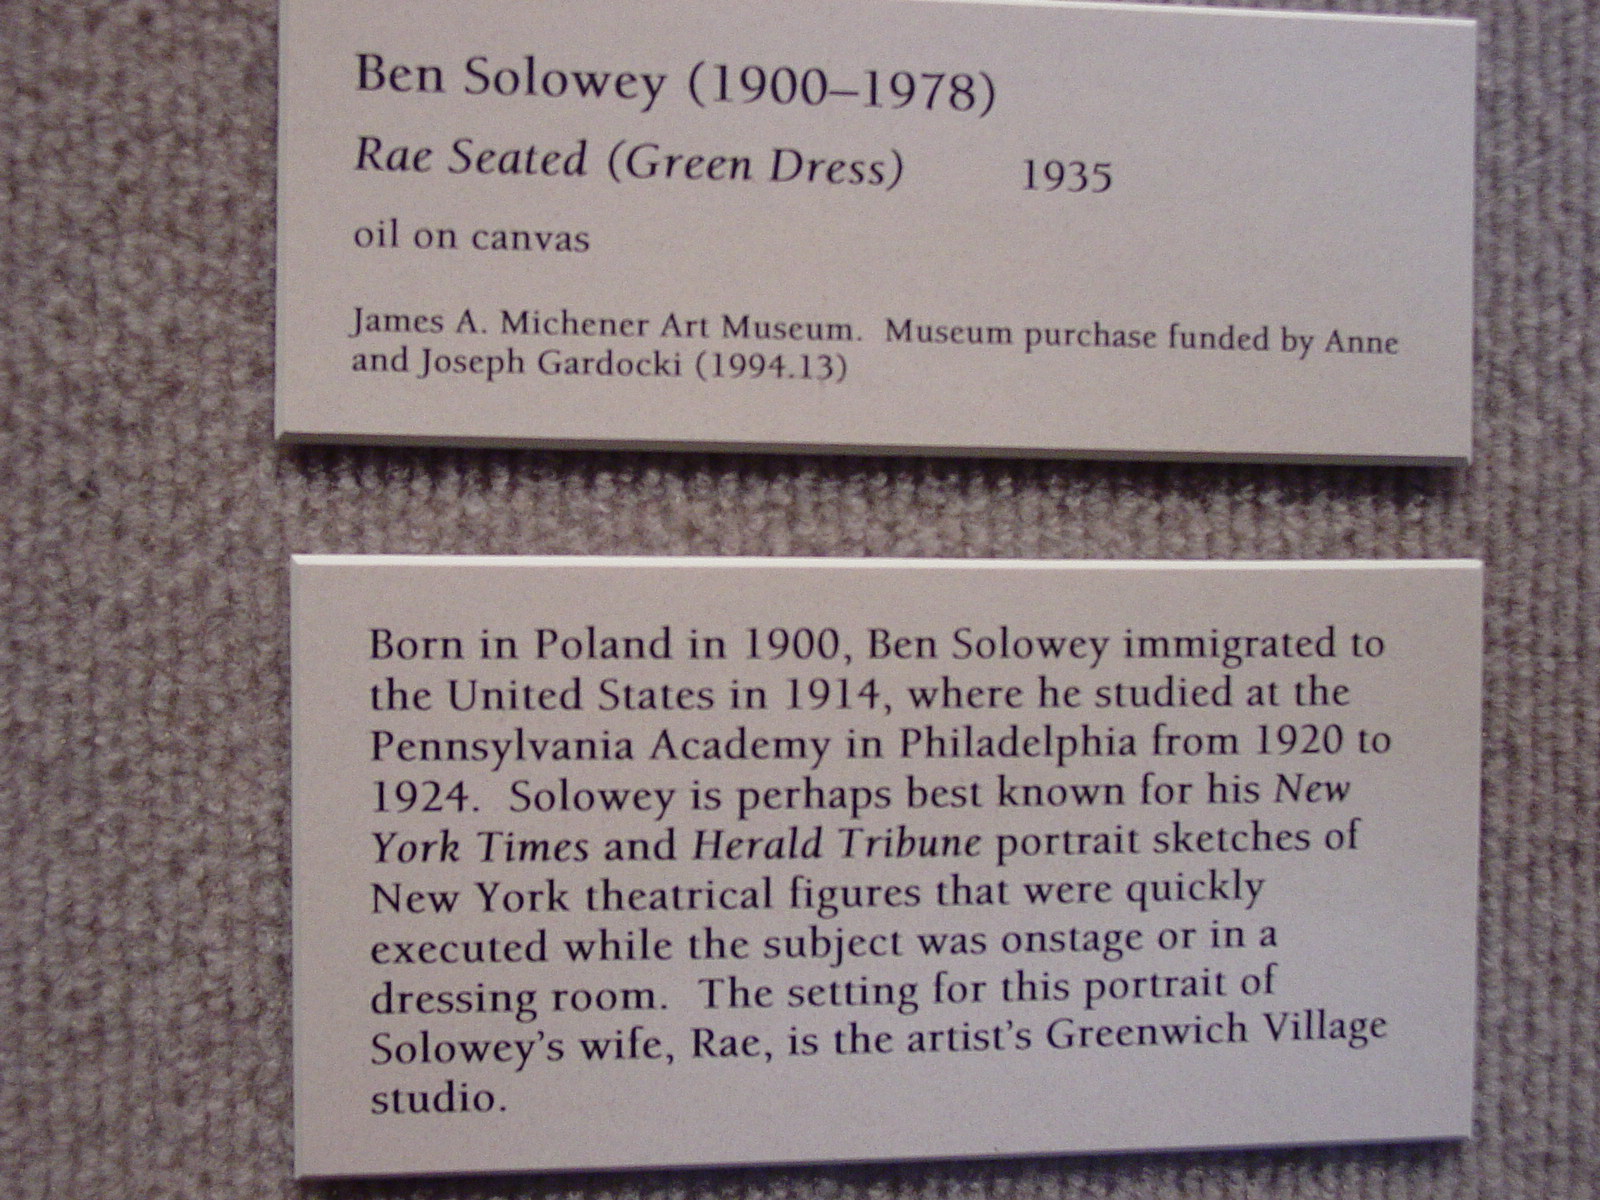 Ben Solowey (1900–1978)
Rae Seated (Green Dress) 1935
oil on canvas
James A. Michener Art Museum. Museum purchase funded by Anne
and Joseph Gardocki (1994.13)
Born in Poland in 1900, Ben Solowey immigrated to
the United States in 1914, where he studied at the
Pennsylvania Academy in Philadelphia from 1920 to
1924. Solowey is perhaps best known for his New
York Times and Herald Tribune portrait sketches of
New York theatrical figures that were quickly
executed while the subject was onstage or in a
dressing room. The setting for this portrait of
Solowey's wife, Rae, is the artist's Greenwich Village
studio.